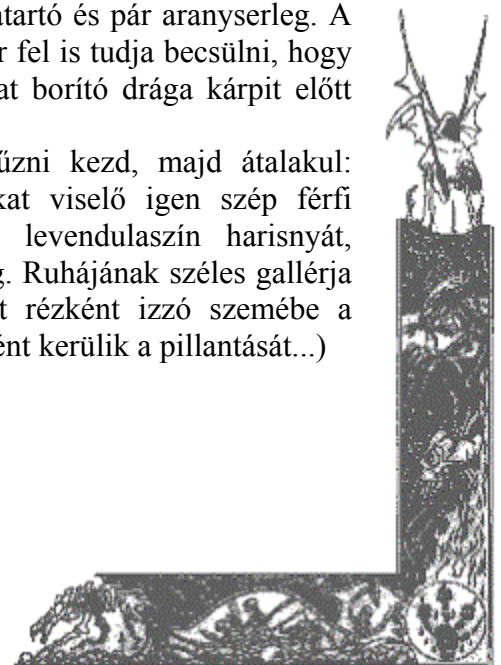 atartó és pár aranyserleg. A
r fel is tudja becsülni, hogy
at borító drága kárpit előtt
űzni kezd, majd átalakul:
kat viselő igen szép férfi
levendulaszín harisnyát,
g. Ruhájának széles gallérja
t rézként izzó szemébe a
ént kerülik a pillantását...)